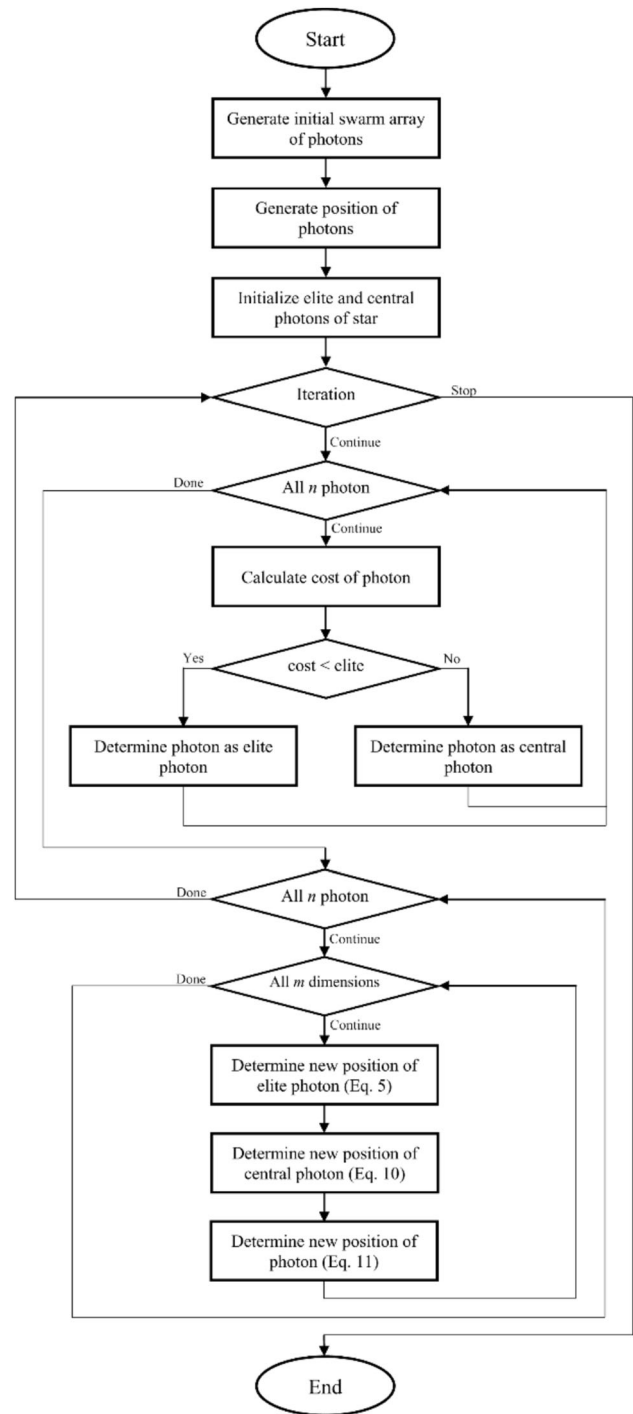 Start
Generate initial swarm array
of photons
Generate position of
photons
Initialize elite and central
photons of star
Iteration
Stop
Continue
Done
All n photon
Continue
Calculate cost of photon
Yes
cost < elite
No
Determine photon as elite
photon
Determine photon as central
photon
Done
All n photon
Continue
Done
All m dimensions
Continue
Determine new position of
elite photon (Eq. 5)
Determine new position of
central photon (Eq. 10)
Determine new position of
photon (Eq. 11)
End